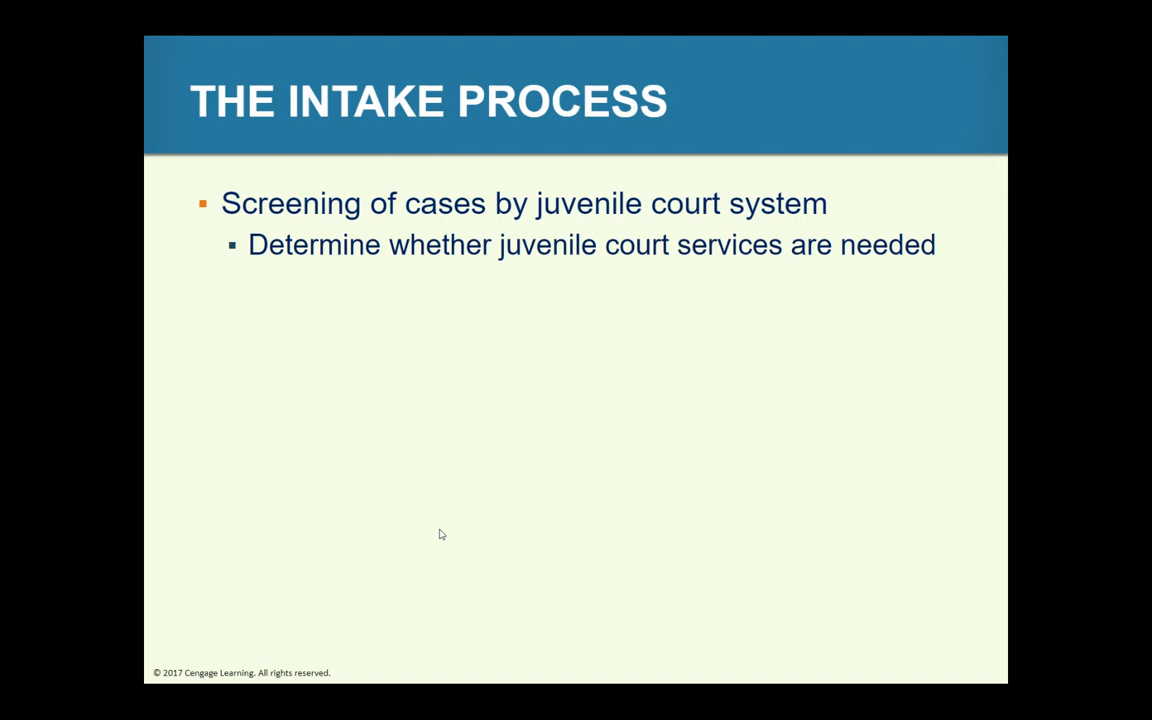 THE INTAKE PROCESS
▪ Screening of cases by juvenile court system
▪ Determine whether juvenile court services are needed
© 2017 Cengage Learning. All rights reserved.